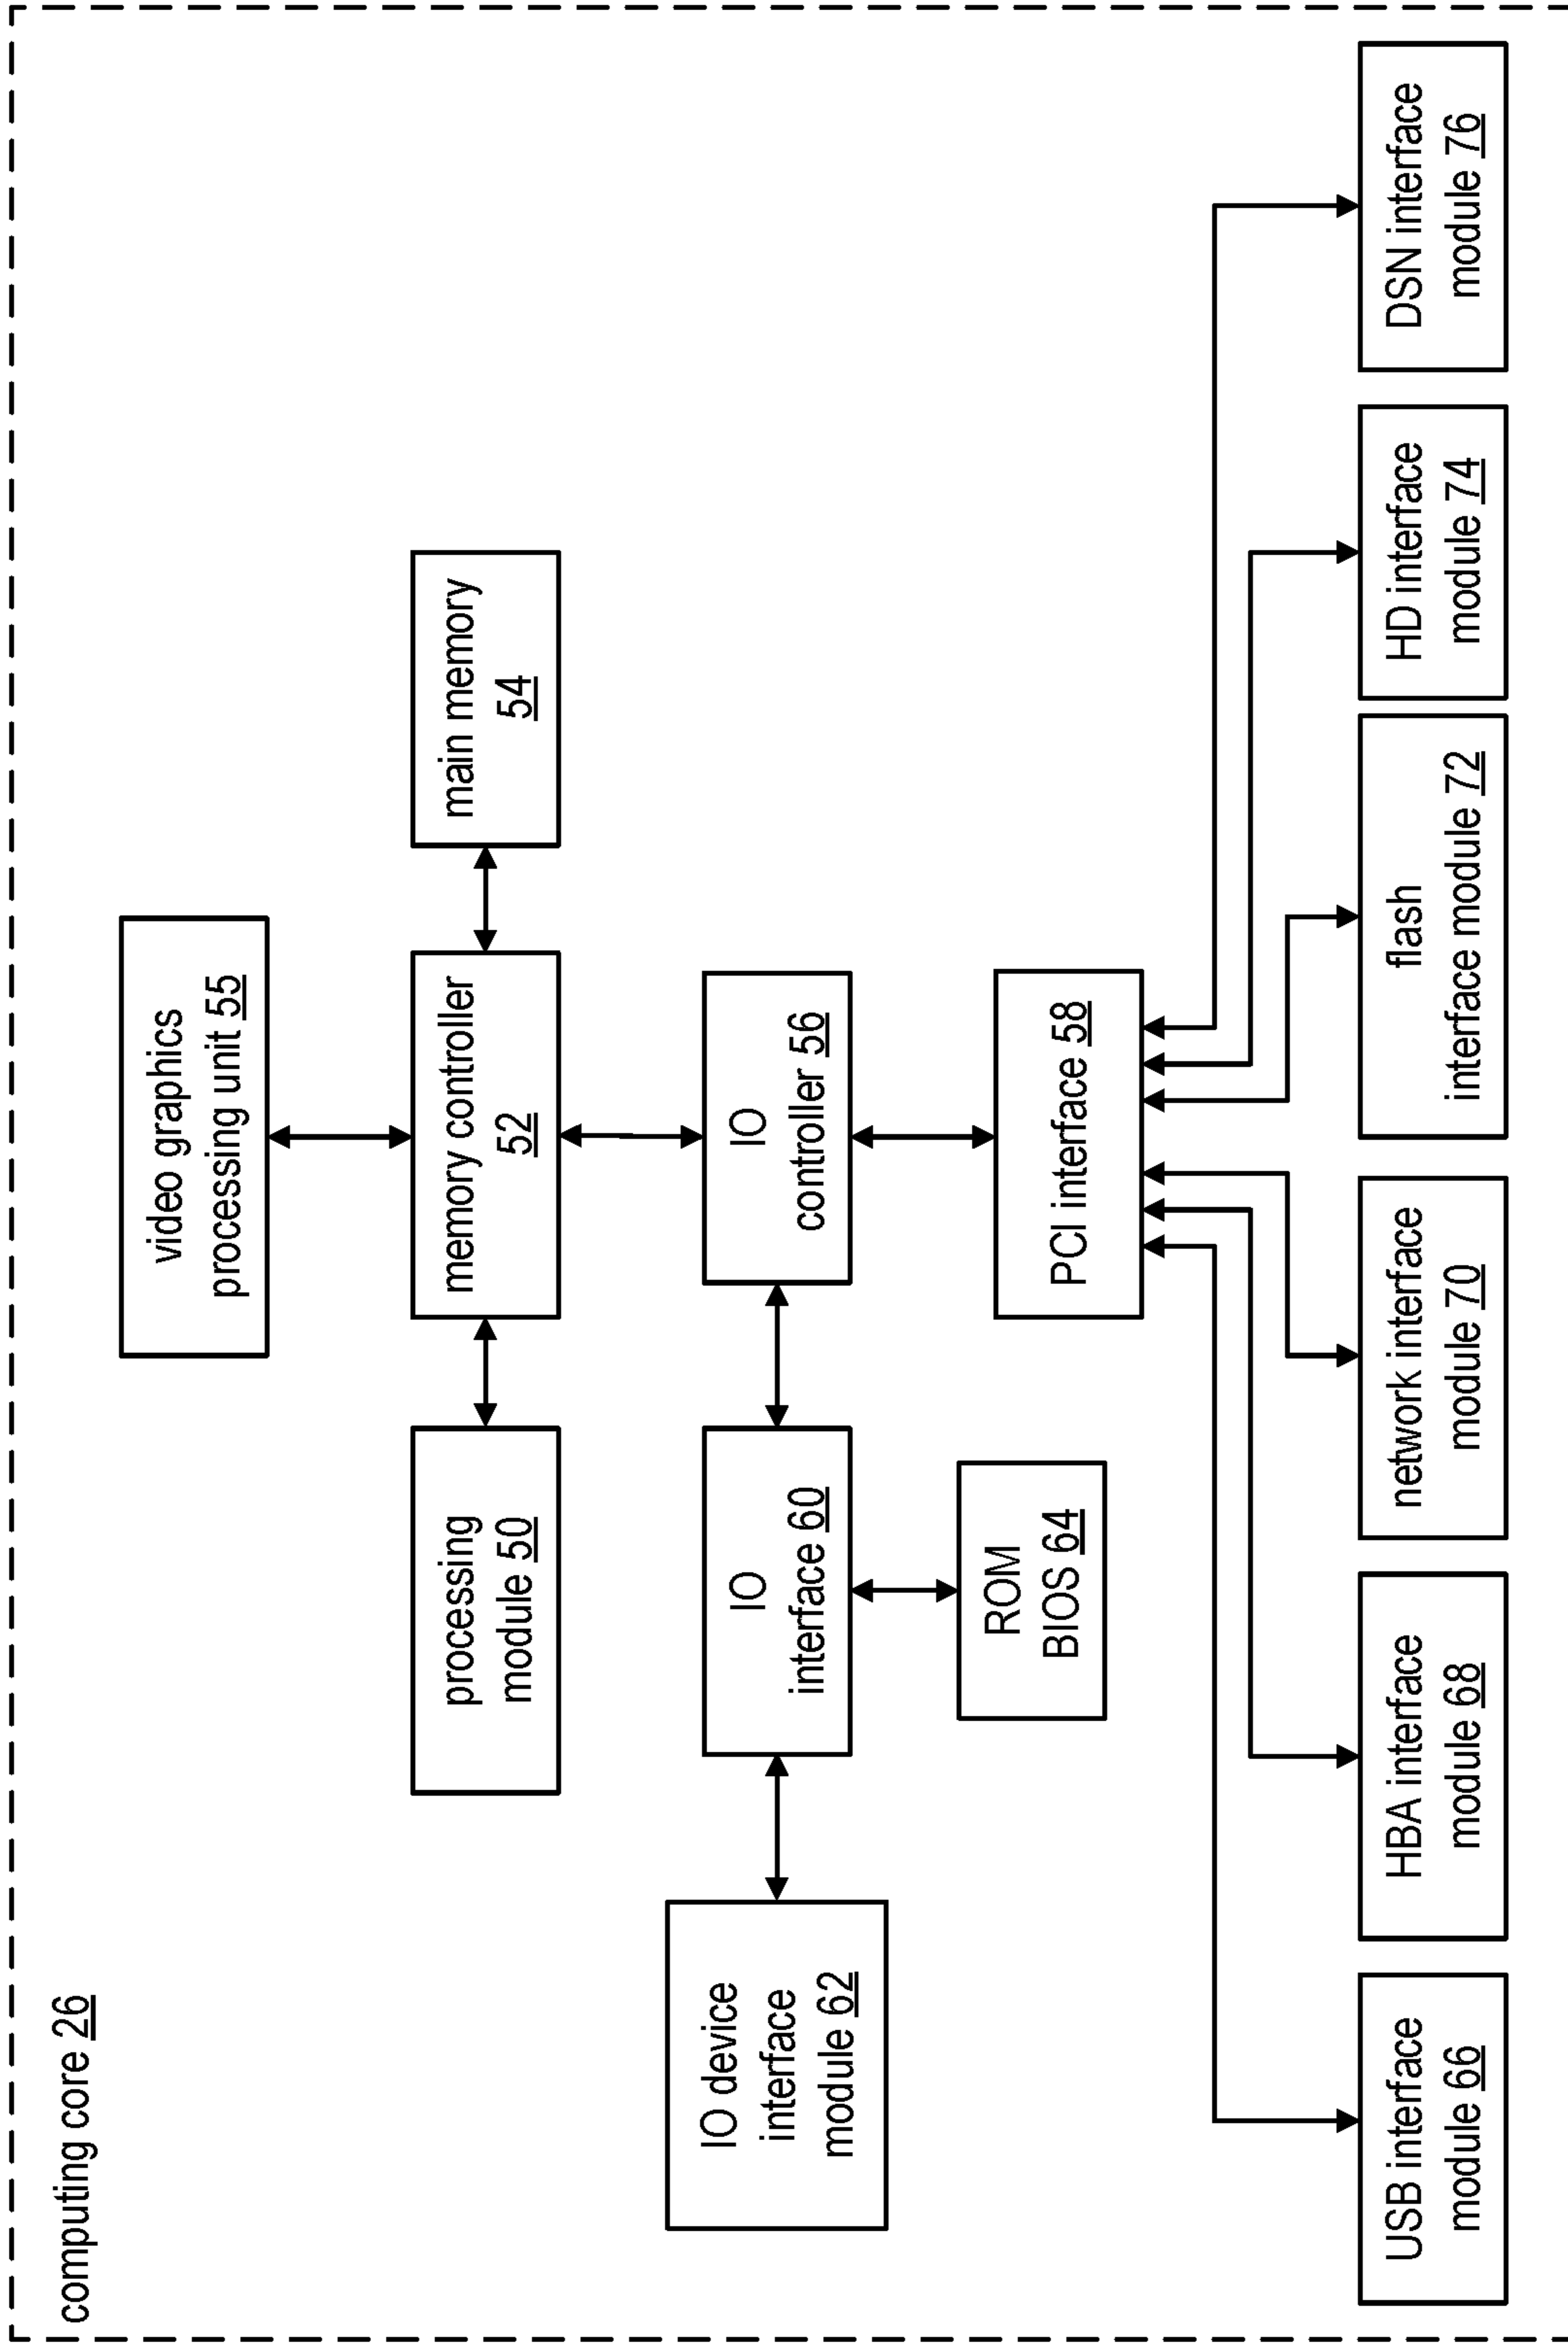 computing core 26
video graphics
processing unit 55
processing
module 50
memory controller
52
main memory
54
IO device
interface
module 62
IO
interface 60
IO
controller 56
ROM
BIOS 64
PCI interface 58
USB interface
module 66
HBA interface
module 68
network interface
module 70
flash
interface module 72
HD interface
module 74
DSN interface
module 76